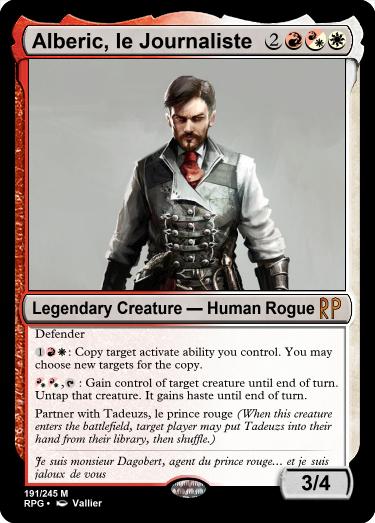 Alberic, le Journaliste 2
Legendary Creature — Human Rogue RP
Defender
1: Copy target activate ability you control. You may
choose new targets for the copy.
, : Gain control of target creature until end of turn.
Untap that creature. It gains haste until end of turn.
Partner with Tadeuzs, le prince rouge (When this creature
enters the battlefield, target player may put Tadeuzs into
their hand from their library, then shuffle.)
Je suis monsieur Dagobert, agent du prince rouge... et je suis
jaloux de vous
3/4
191/245 M
RPG • Vallier